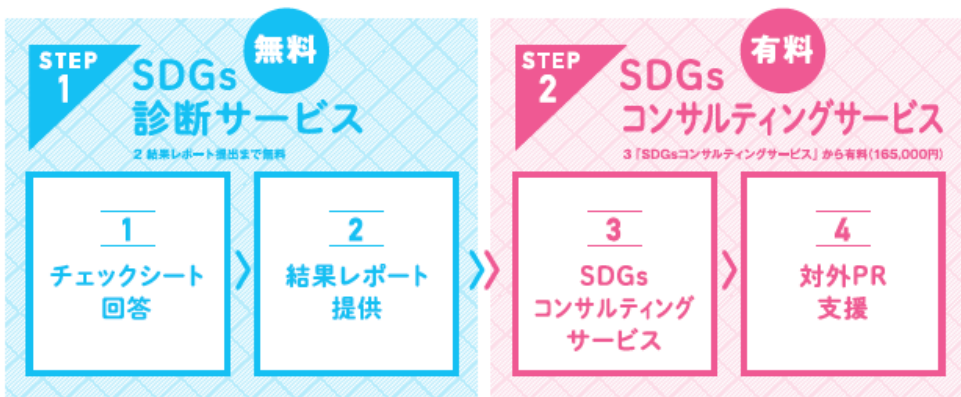 STEP
1
無料
SDGs
診断サービス
2 結果レポート提出まで無料
1
チェックシート
回答
2
結果レポート
提供
STEP
2
有料
SDGs
コンサルティングサービス
3「SDGsコンサルティングサービス」から有料(165,000円)
3
SDGs
コンサルティング
サービス
4
対外PR
支援